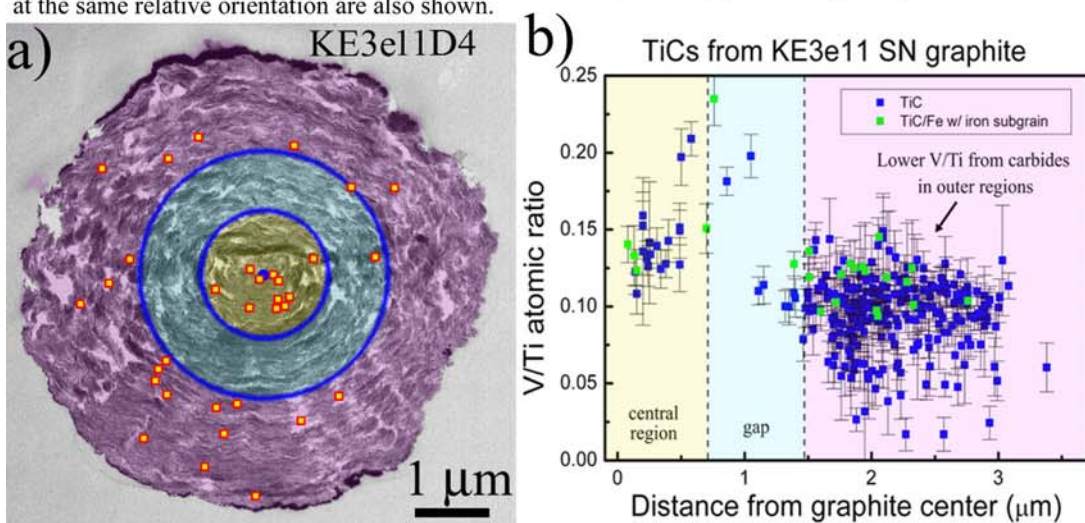 at the same relative orientation are also shown.
a)
KE3e11D4
1 μm
b)
TiCs from KE3e11 SN graphite
V/Ti atomic ratio
0.25
0.20
0.15
0.10
0.05
0.00
TiC
TiC/Fe w/ iron subgrain
Lower V/Ti from carbides
in outer regions
central
region
gap
0
1
2
3
Distance from graphite center (μm)